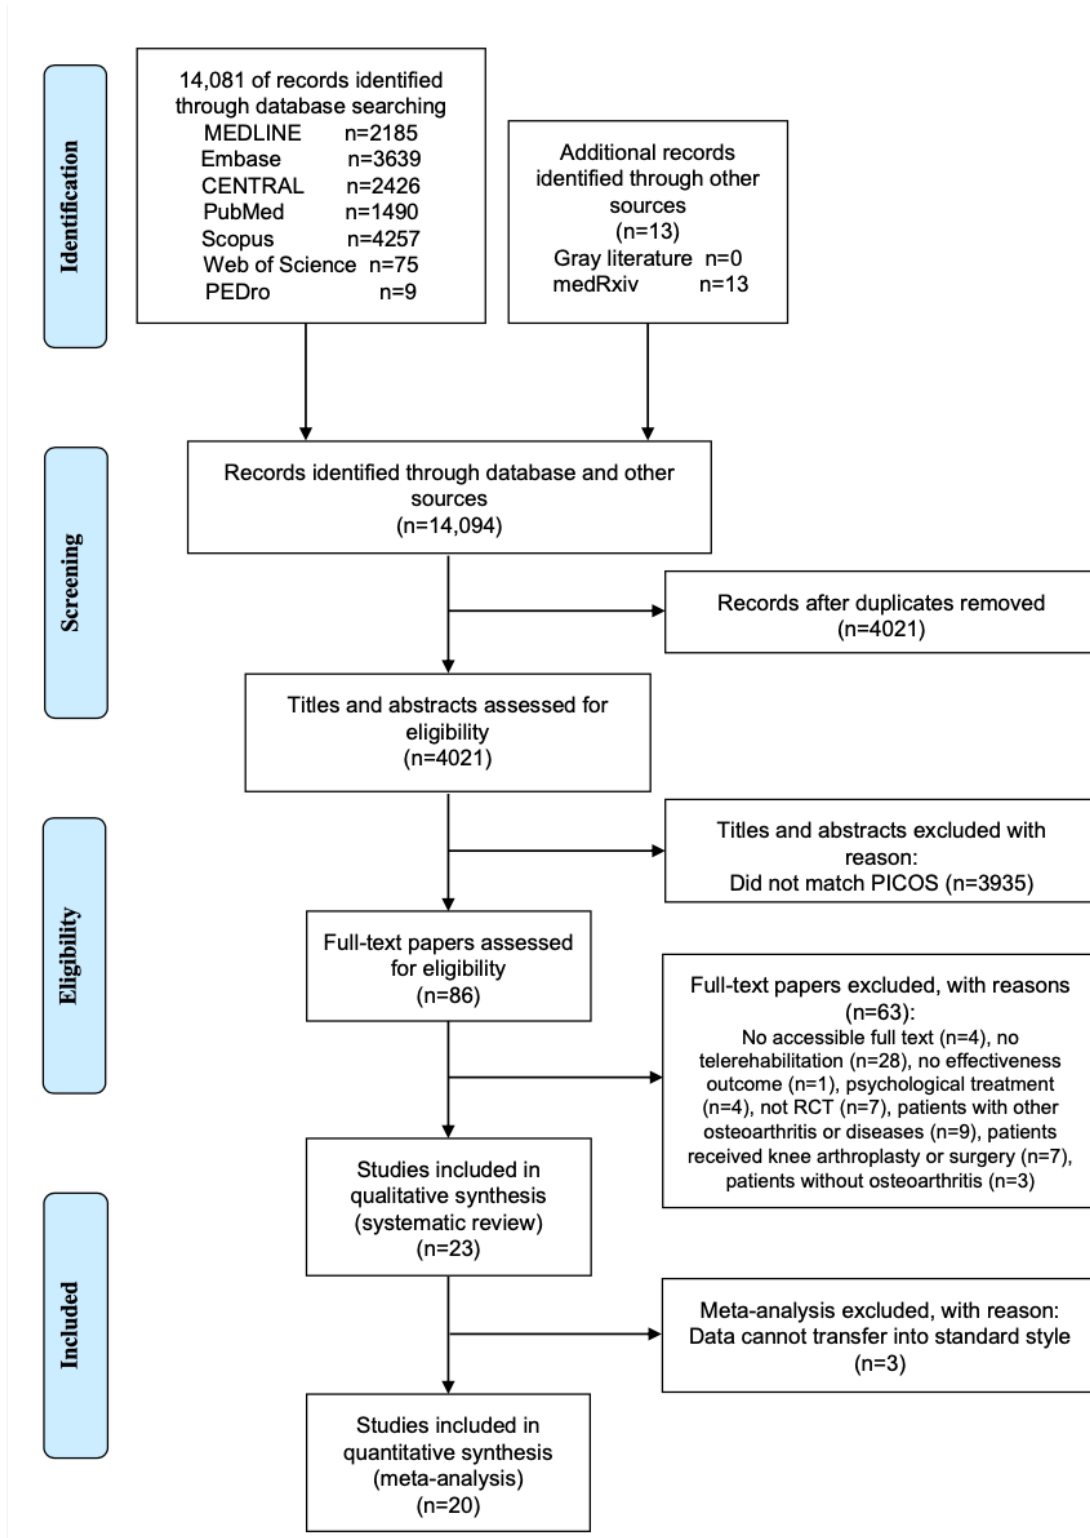 Identification
14,081 of records identified
through database searching
MEDLINE n=2185
Embase n=3639
CENTRAL n=2426
PubMed n=1490
Scopus n=4257
Web of Science n=75
PEDro n=9
Additional records
identified through other
sources
(n=13)
Gray literature n=0
medRxiv n=13
Screening
Records identified through database and other
sources
(n=14,094)
Records after duplicates removed
(n=4021)
Titles and abstracts assessed for
eligibility
(n=4021)
Eligibility
Titles and abstracts excluded with
reason:
Did not match PICOS (n=3935)
Full-text papers assessed
for eligibility
(n=86)
Full-text papers excluded, with reasons
(n=63):
No accessible full text (n=4), no
telerehabilitation (n=28), no effectiveness
outcome (n=1), psychological treatment
(n=4), not RCT (n=7), patients with other
osteoarthritis or diseases (n=9), patients
received knee arthroplasty or surgery (n=7),
patients without osteoarthritis (n=3)
Included
Studies included in
qualitative synthesis
(systematic review)
(n=23)
Meta-analysis excluded, with reason:
Data cannot transfer into standard style
(n=3)
Studies included in
quantitative synthesis
(meta-analysis)
(n=20)